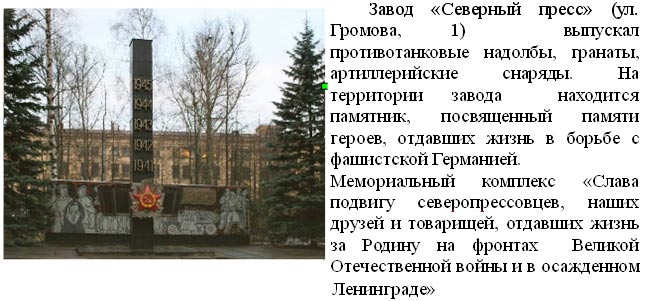 1945
1944
1943
1942
1941
Завод «Северный пресс» (ул.
Громова, 1) выпускал
противотанковые надолбы, гранаты,
артиллерийские снаряды. На
территории завода находится
памятник, посвященный памяти
героев, отдавших жизнь в борьбе с
фашистской Германией.
Мемориальный комплекс «Слава
подвигу северопрессовцев, наших
друзей и товарищей, отдавших жизнь
за Родину на фронтах Великой
Отечественной войны и в осажденном
Ленинграде»